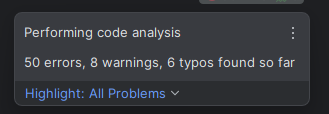 Performing code analysis
50 errors, 8 warnings, 6 typos found so far
Highlight: All Problems